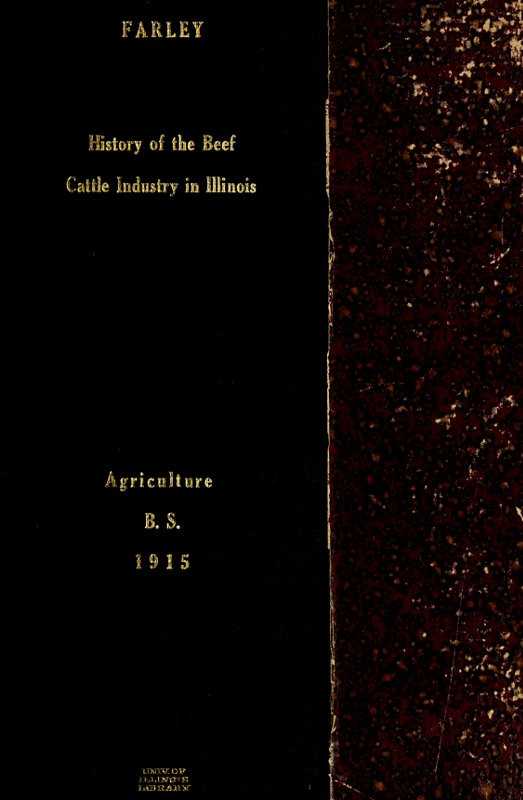 FARLEY
History of the Beef
Cattle Industry in Illinois
Agriculture
B. S.
1915
UNIV. OF
ILLINOIS
LIBRARY